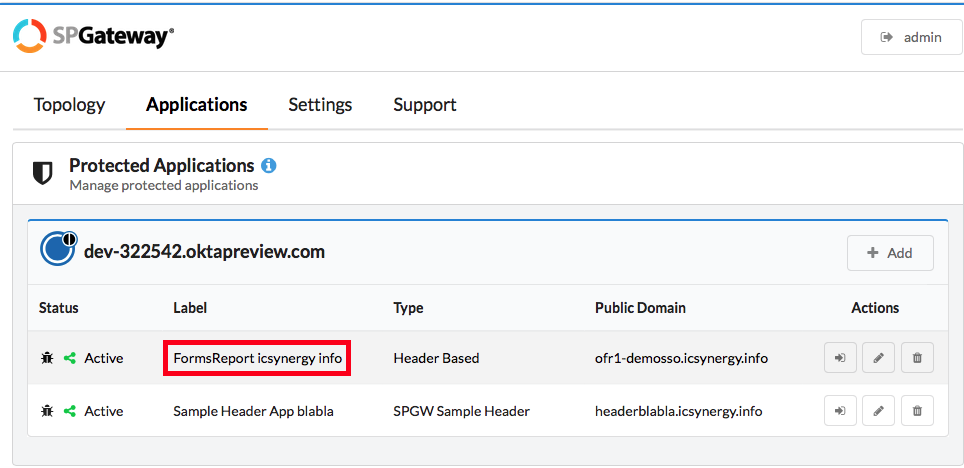 SPGateway®
admin
Topology Applications Settings Support
Protected Applications
Manage protected applications
dev-322542.oktapreview.com
Add
Status Label Type Public Domain Actions
Active FormsReport icsynergy info Header Based ofr1-demosso.icsynergy.info
Active Sample Header App blabla SPGW Sample Header headerblabla.icsynergy.info